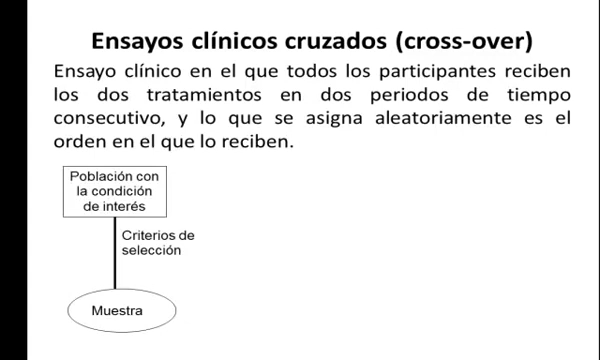 Ensayos clínicos cruzados (cross-over)
Ensayo clínico en el que todos los participantes reciben
los dos tratamientos en dos periodos de tiempo
consecutivo, y lo que se asigna aleatoriamente es el
orden en el que lo reciben.
Población con
la condición
de interés
Criterios de
selección
Muestra